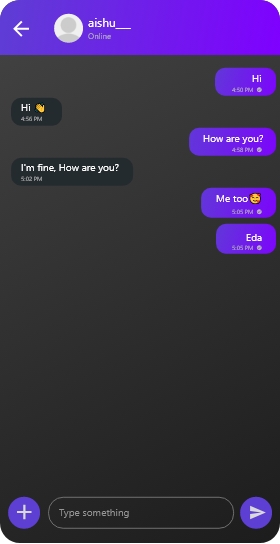 aishu___
Online
Hi
4:50 PM
Hi 👋
4:56 PM
How are you?
4:58 PM
I'm fine, How are you?
5:02 PM
Me too😊
5:05 PM
Eda
5:05 PM
Type something